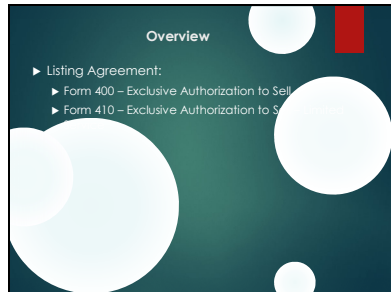 Overview
Listing Agreement:
Form 400 – Exclusive Authorization to Sell
Form 410 – Exclusive Authorization to